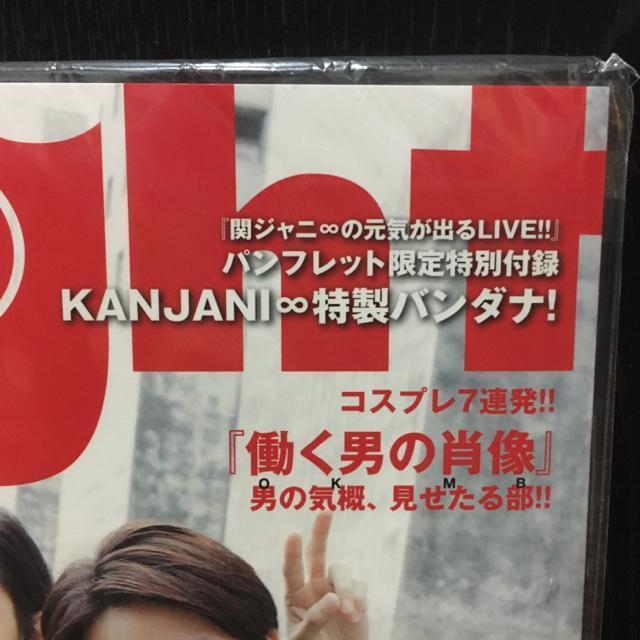 ght
『関ジャニ∞の元気が出るLIVE!!』
パンフレット限定特別付録
KANJANI∞特製バンダナ!
コスプレ7連発!!
『働く男の肖像』
O K M B
男の気概、見せたる部!!